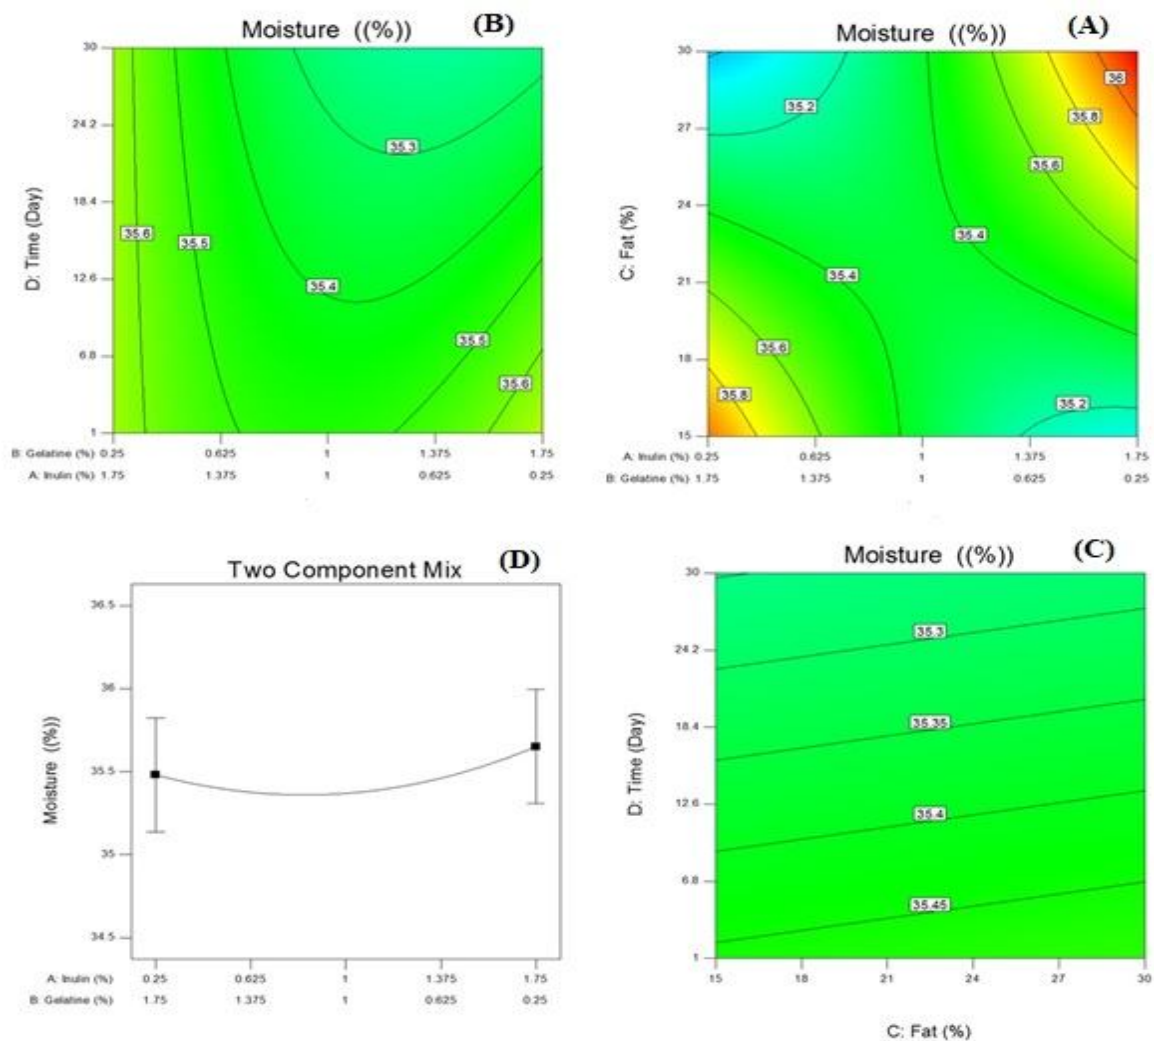 Moisture ((%)) (B)
30
24.2
18.4
12.6
6.8
1
D: Time (Day)
35.3
35.6
35.5
35.4
35.5
35.6
B: Gelatine (%) 0.25 0.625 1 1.375 1.75
A: Inulin (%) 1.75 1.375 1 0.625 0.25
Moisture ((%)) (A)
30
27
24
21
18
15
C: Fat (%)
36
35.2
35.8
35.6
35.4
35.4
35.6
35.8
35.2
A: Inulin (%) 0.25 0.625 1 1.375 1.75
B: Gelatine (%) 1.75 1.375 1 0.625 0.25
Two Component Mix (D)
36.5
36
35.5
35
34.5
Moisture ((%))
A: Inulin (%) 0.25 0.625 1 1.375 1.75
B: Gelatine (%) 1.75 1.375 1 0.625 0.25
Moisture ((%)) (C)
30
24.2
18.4
12.6
6.8
1
D: Time (Day)
35.3
35.35
35.4
35.45
15 18 21 24 27 30
C: Fat (%)